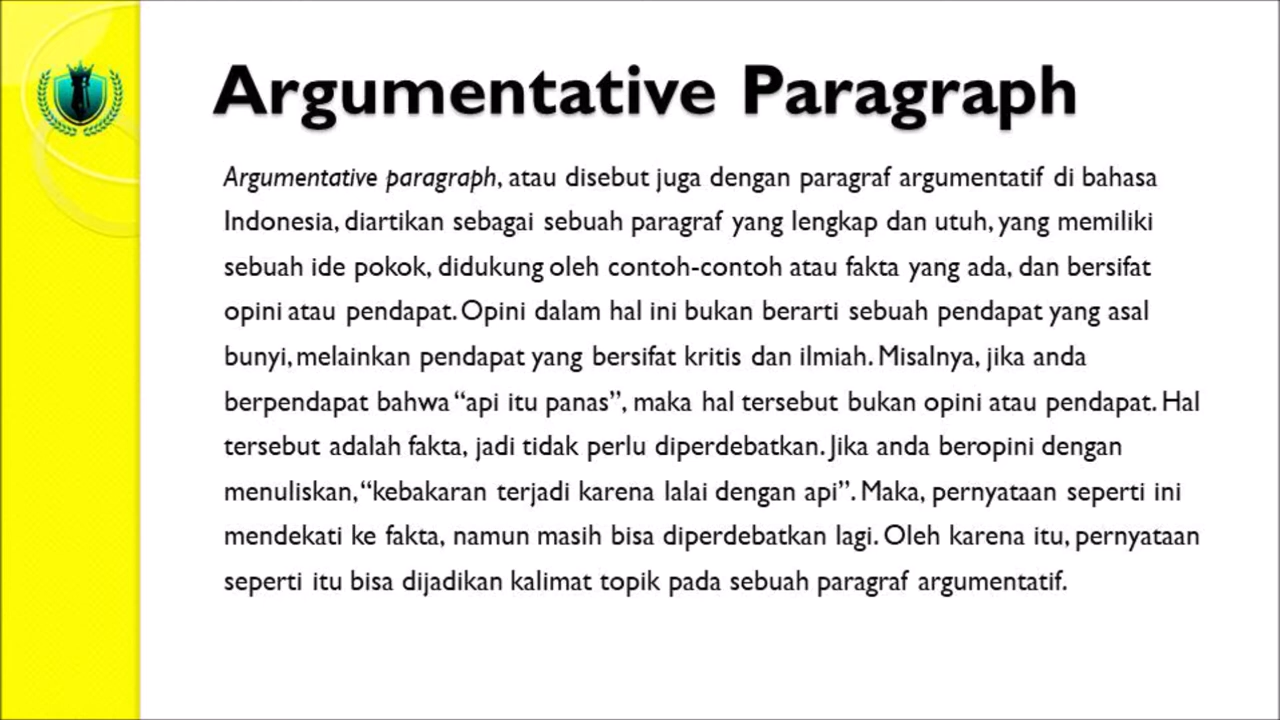 Argumentative Paragraph
Argumentative paragraph, atau disebut juga dengan paragraf argumentatif di bahasa
Indonesia, diartikan sebagai sebuah paragraf yang lengkap dan utuh, yang memiliki
sebuah ide pokok, didukung oleh contoh-contoh atau fakta yang ada, dan bersifat
opini atau pendapat. Opini dalam hal ini bukan berarti sebuah pendapat yang asal
bunyi, melainkan pendapat yang bersifat kritis dan ilmiah. Misalnya, jika anda
berpendapat bahwa “api itu panas”, maka hal tersebut bukan opini atau pendapat. Hal
tersebut adalah fakta, jadi tidak perlu diperdebatkan. Jika anda beropini dengan
menuliskan, “kebakaran terjadi karena lalai dengan api”. Maka, pernyataan seperti ini
mendekati ke fakta, namun masih bisa diperdebatkan lagi. Oleh karena itu, pernyataan
seperti itu bisa dijadikan kalimat topik pada sebuah paragraf argumentatif.